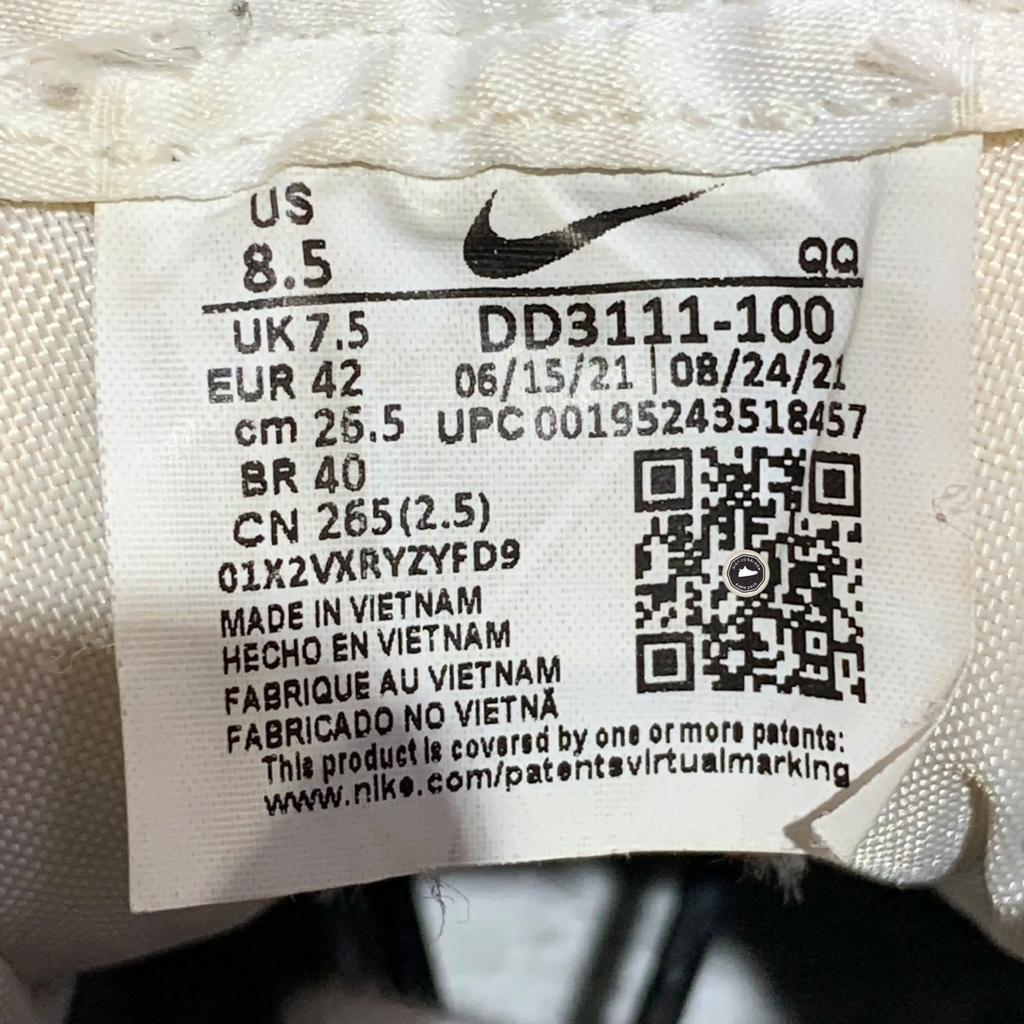 US
8.5
QQ
UK 7.5
DD3111-100
EUR 42
06/15/21 | 08/24/21
cm 26.5
UPC 00195243518457
BR 40
CN 265(2.5)
01X2VXRYZYFD9
MADE IN VIETNAM
HECHO EN VIETNAM
FABRIQUE AU VIETNAM
FABRICADO NO VIETNÃ
This product is covered by one or more patents:
www.nike.com/patentsvirtualmarking